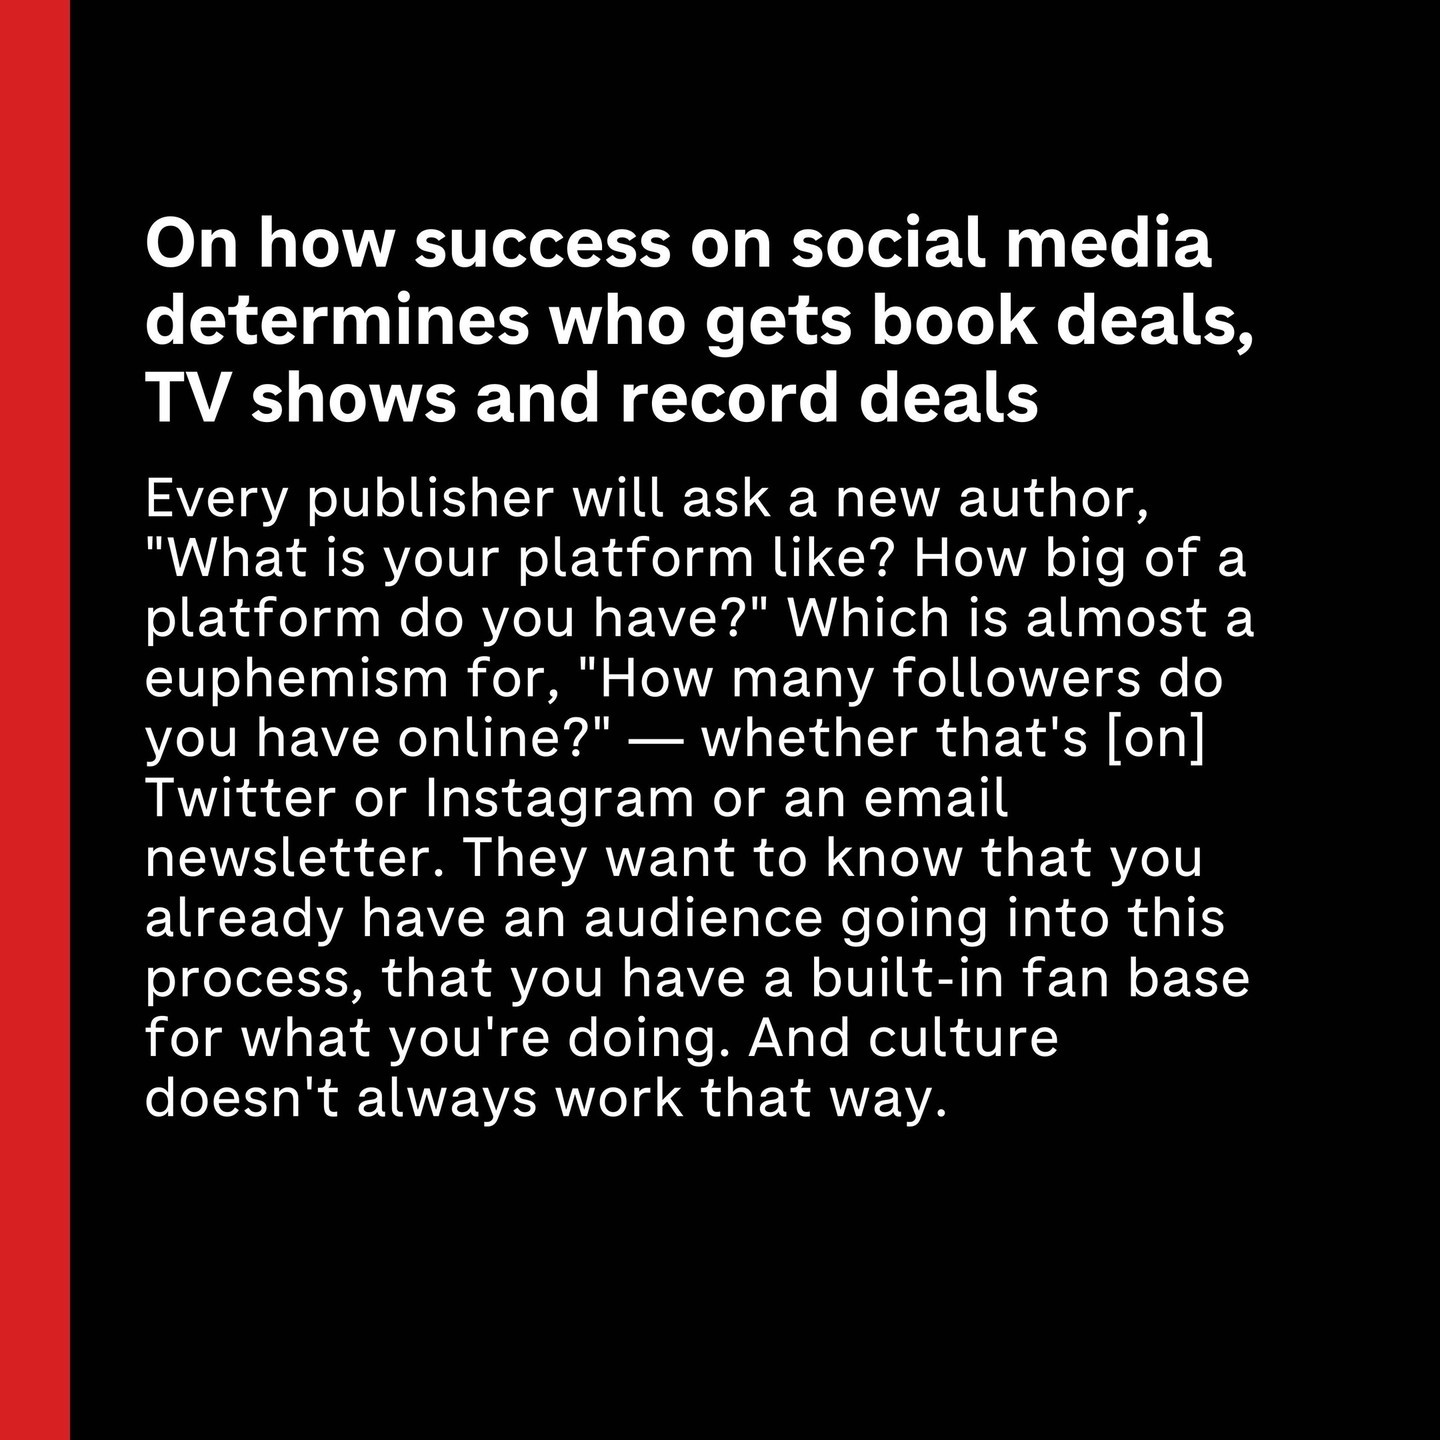 On how success on social media
determines who gets book deals,
TV shows and record deals
Every publisher will ask a new author,
"What is your platform like? How big of a
platform do you have?" Which is almost a
euphemism for, "How many followers do
you have online?" — whether that's [on]
Twitter or Instagram or an email
newsletter. They want to know that you
already have an audience going into this
process, that you have a built-in fan base
for what you're doing. And culture
doesn't always work that way.